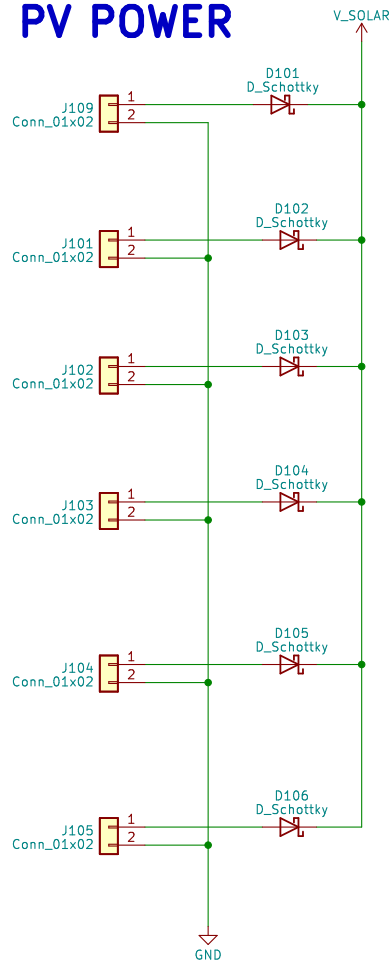 PV POWER
V_SOLAR
D101
D_Schottky
J109
Conn_01x02
1
2
D102
D_Schottky
J101
Conn_01x02
1
2
D103
D_Schottky
J102
Conn_01x02
1
2
D104
D_Schottky
J103
Conn_01x02
1
2
D105
D_Schottky
J104
Conn_01x02
1
2
D106
D_Schottky
J105
Conn_01x02
1
2
GND